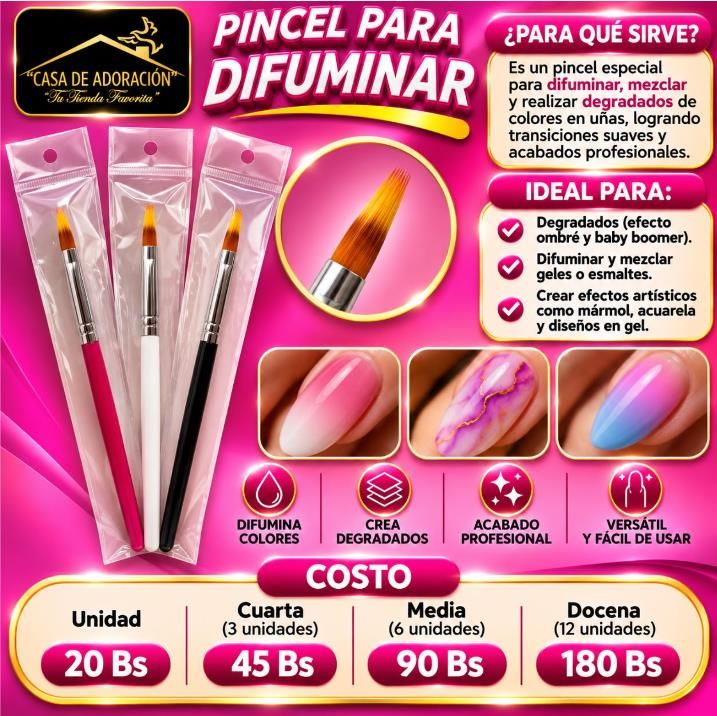 "CASA DE ADORACIÓN"
"Tu Tienda Favorita"
PINCEL PARA
DIFUMINAR
¿PARA QUÉ SIRVE?
Es un pincel especial
para difuminar, mezclar
y realizar degradados de
colores en uñas, logrando
transiciones suaves y
acabados profesionales.
IDEAL PARA:
Degradados (efecto
ombré y baby boomer).
Difuminar y mezclar
geles o esmaltes.
Crear efectos artísticos
como mármol, acuarela
y diseños en gel.
DIFUMINA
COLORES
CREA
DEGRADADOS
ACABADO
PROFESIONAL
VERSÁTIL
Y FÁCIL DE USAR
COSTO
Unidad
20 Bs
Cuarta
(3 unidades)
45 Bs
Media
(6 unidades)
90 Bs
Docena
(12 unidades)
180 Bs